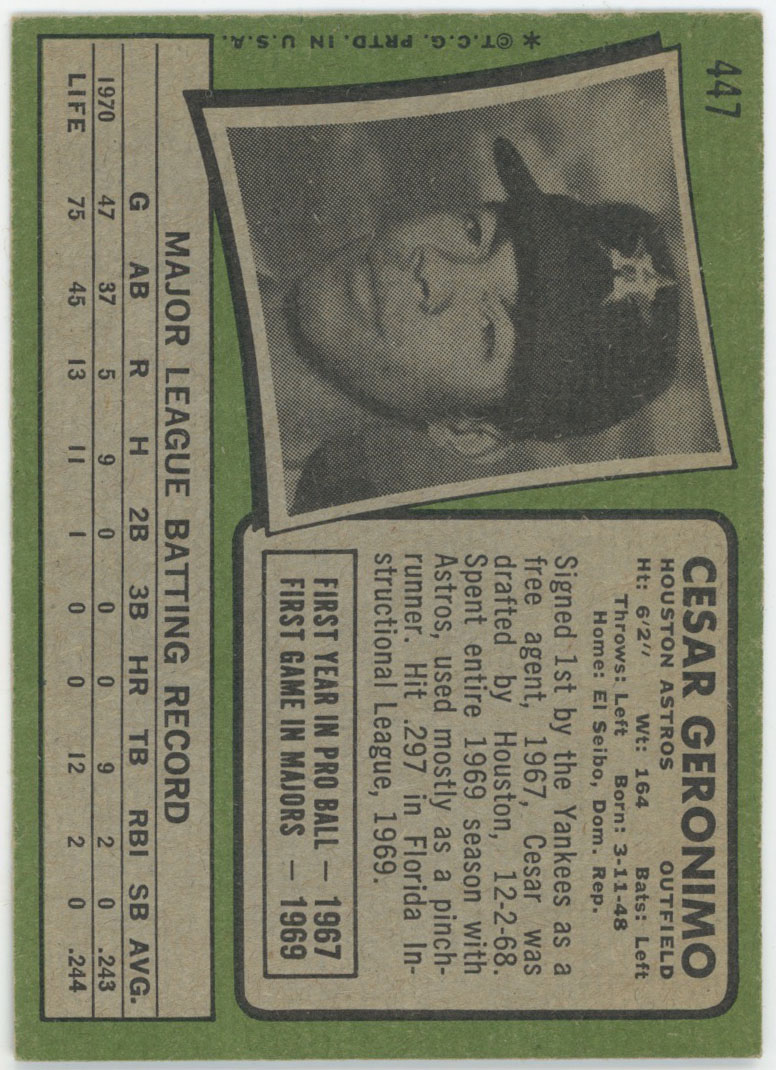 447
CESAR GERONIMO
HOUSTON ASTROS OUTFIELD
Ht: 6'2" Wt: 164 Bats: Left
Throws: Left Born: 3-11-48
Home: El Seibo, Dom. Rep.
Signed 1st by the Yankees as a
free agent, 1967, Cesar was
drafted by Houston, 12-2-68.
Spent entire 1969 season with
Astros, used mostly as a pinch-
runner. Hit .297 in Florida In-
structional League, 1969.
FIRST YEAR IN PRO BALL — 1967
FIRST GAME IN MAJORS — 1969
MAJOR LEAGUE BATTING RECORD
G AB R H 2B 3B HR TB RBI SB AVG.
1970 47 37 5 9 0 0 0 9 2 0 .243
LIFE 75 45 13 11 1 0 0 12 2 0 .244
*©T.C.G. PRTD. IN U.S.A.